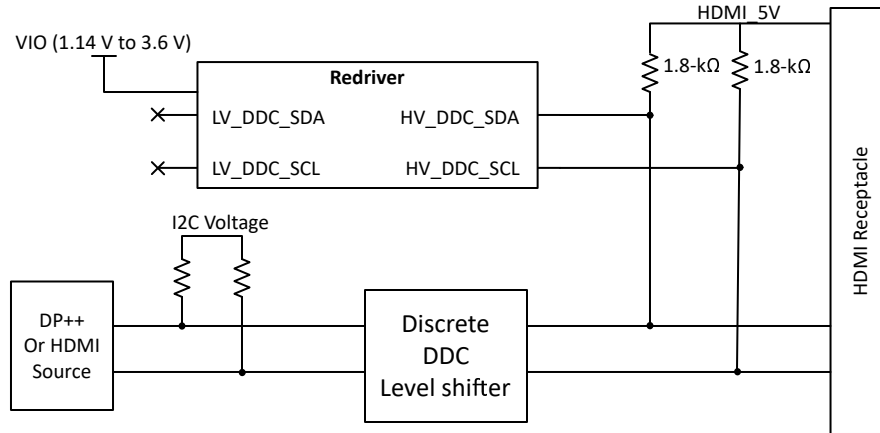 HDMI_5V
VIO (1.14 V to 3.6 V)
Redriver
1.8-kΩ
1.8-kΩ
LV_DDC_SDA
HV_DDC_SDA
LV_DDC_SCL
HV_DDC_SCL
I2C Voltage
HDMI Receptacle
DP++
Or HDMI
Source
Discrete
DDC
Level shifter